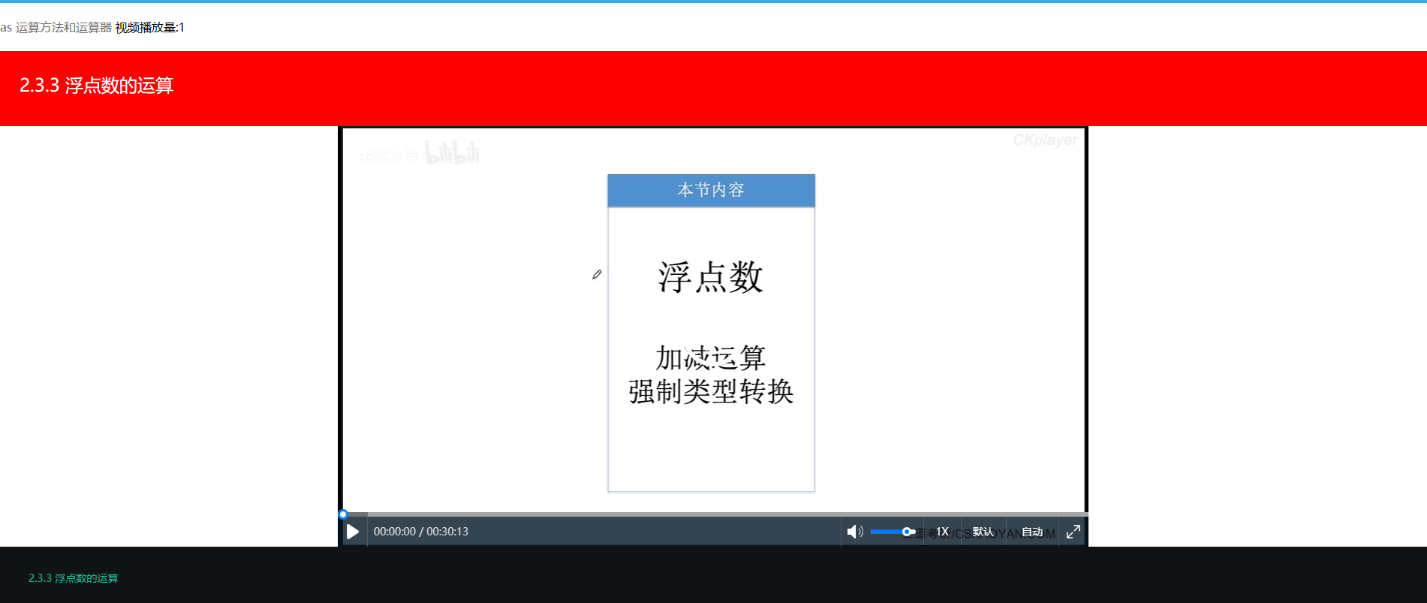 as 运算方法和运算器 视频播放量:1
2.3.3 浮点数的运算
bilibili
CKplayer
本节内容
浮点数
加减运算
强制类型转换
00:00:00 / 00:30:13
1X 默认 自动
2.3.3 浮点数的运算